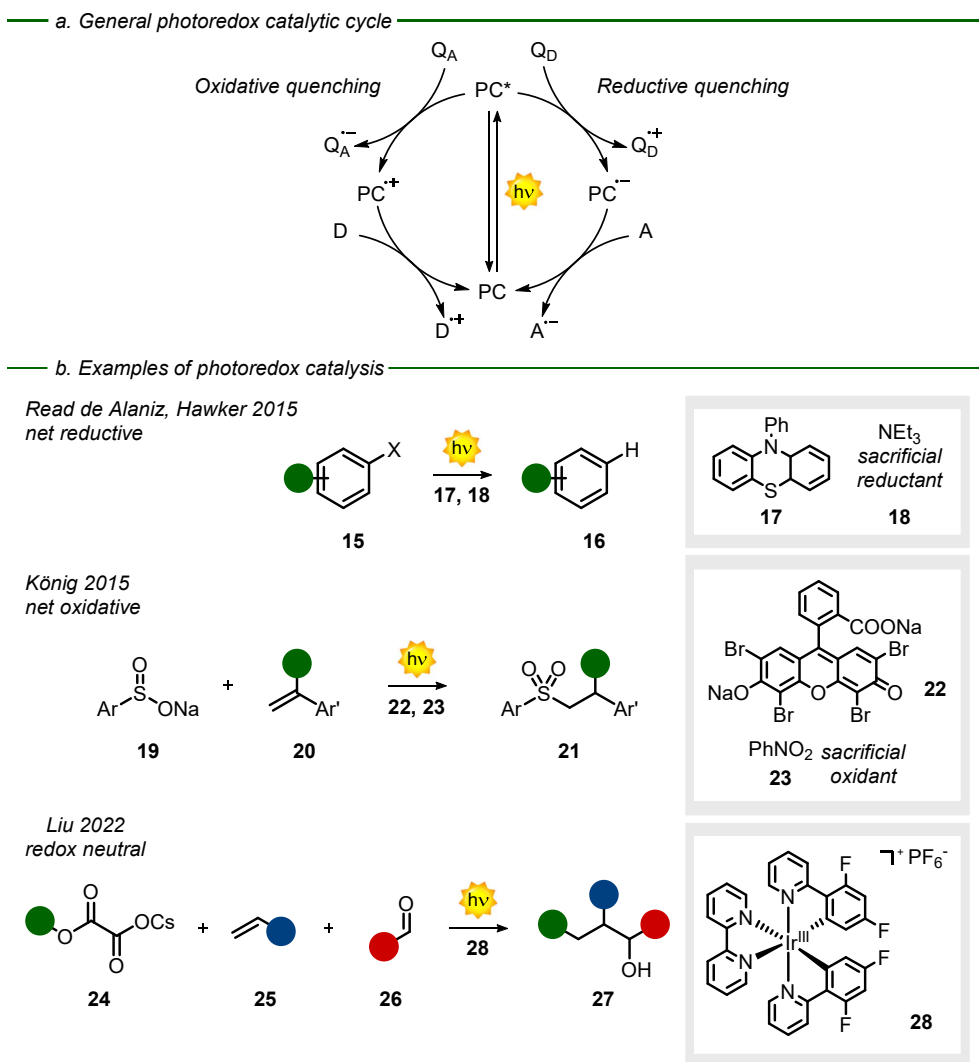 a. General photoredox catalytic cycle
Q_A Q_D
Oxidative quenching PC* Reductive quenching
Q_A^•− Q_D^•+
hν
PC^•+ PC^•−
D A
PC
D^•+ A^•−
b. Examples of photoredox catalysis
Read de Alaniz, Hawker 2015
net reductive
X
hν
17, 18
H
15 16
Ph
N
S
17
NEt₃
sacrificial
reductant
18
König 2015
net oxidative
O
S
Ar ONa
19
+
Ar'
20
hν
22, 23
O O
S
Ar Ar'
21
COONa
Br Br
NaO O O
Br Br
22
PhNO₂ sacrificial
23 oxidant
Liu 2022
redox neutral
O
OCs
O
O
24
+
25
+
O
26
hν
28
OH
27
⁺ PF₆⁻
F
N
N
Ir^III
F
N
F
N
F
28